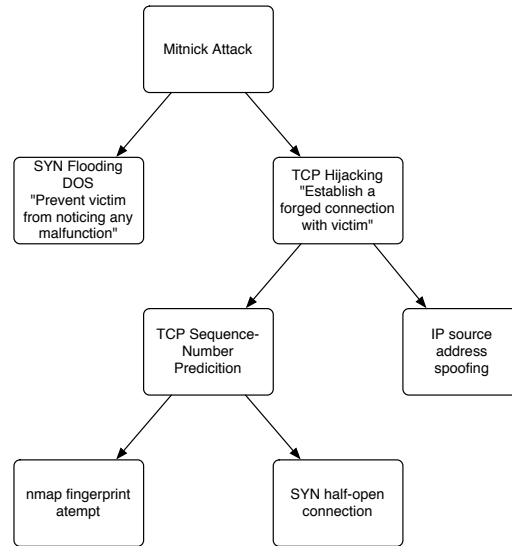 Mitnick Attack
SYN Flooding
DOS
"Prevent victim
from noticing any
malfunction"
TCP Hijacking
"Establish a
forged connection
with victim"
TCP Sequence-
Number
Predicition
IP source
address
spoofing
nmap fingerprint
atempt
SYN half-open
connection